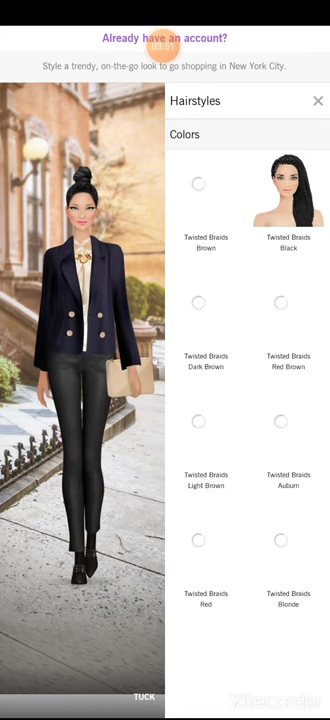 Already have an account?
03:51
Style a trendy, on-the-go look to go shopping in New York City.
Hairstyles
Colors
Twisted Braids
Brown
Twisted Braids
Black
Twisted Braids
Dark Brown
Twisted Braids
Red Brown
Twisted Braids
Light Brown
Twisted Braids
Auburn
Twisted Braids
Red
Twisted Braids
Blonde
TUCK
XRecorder